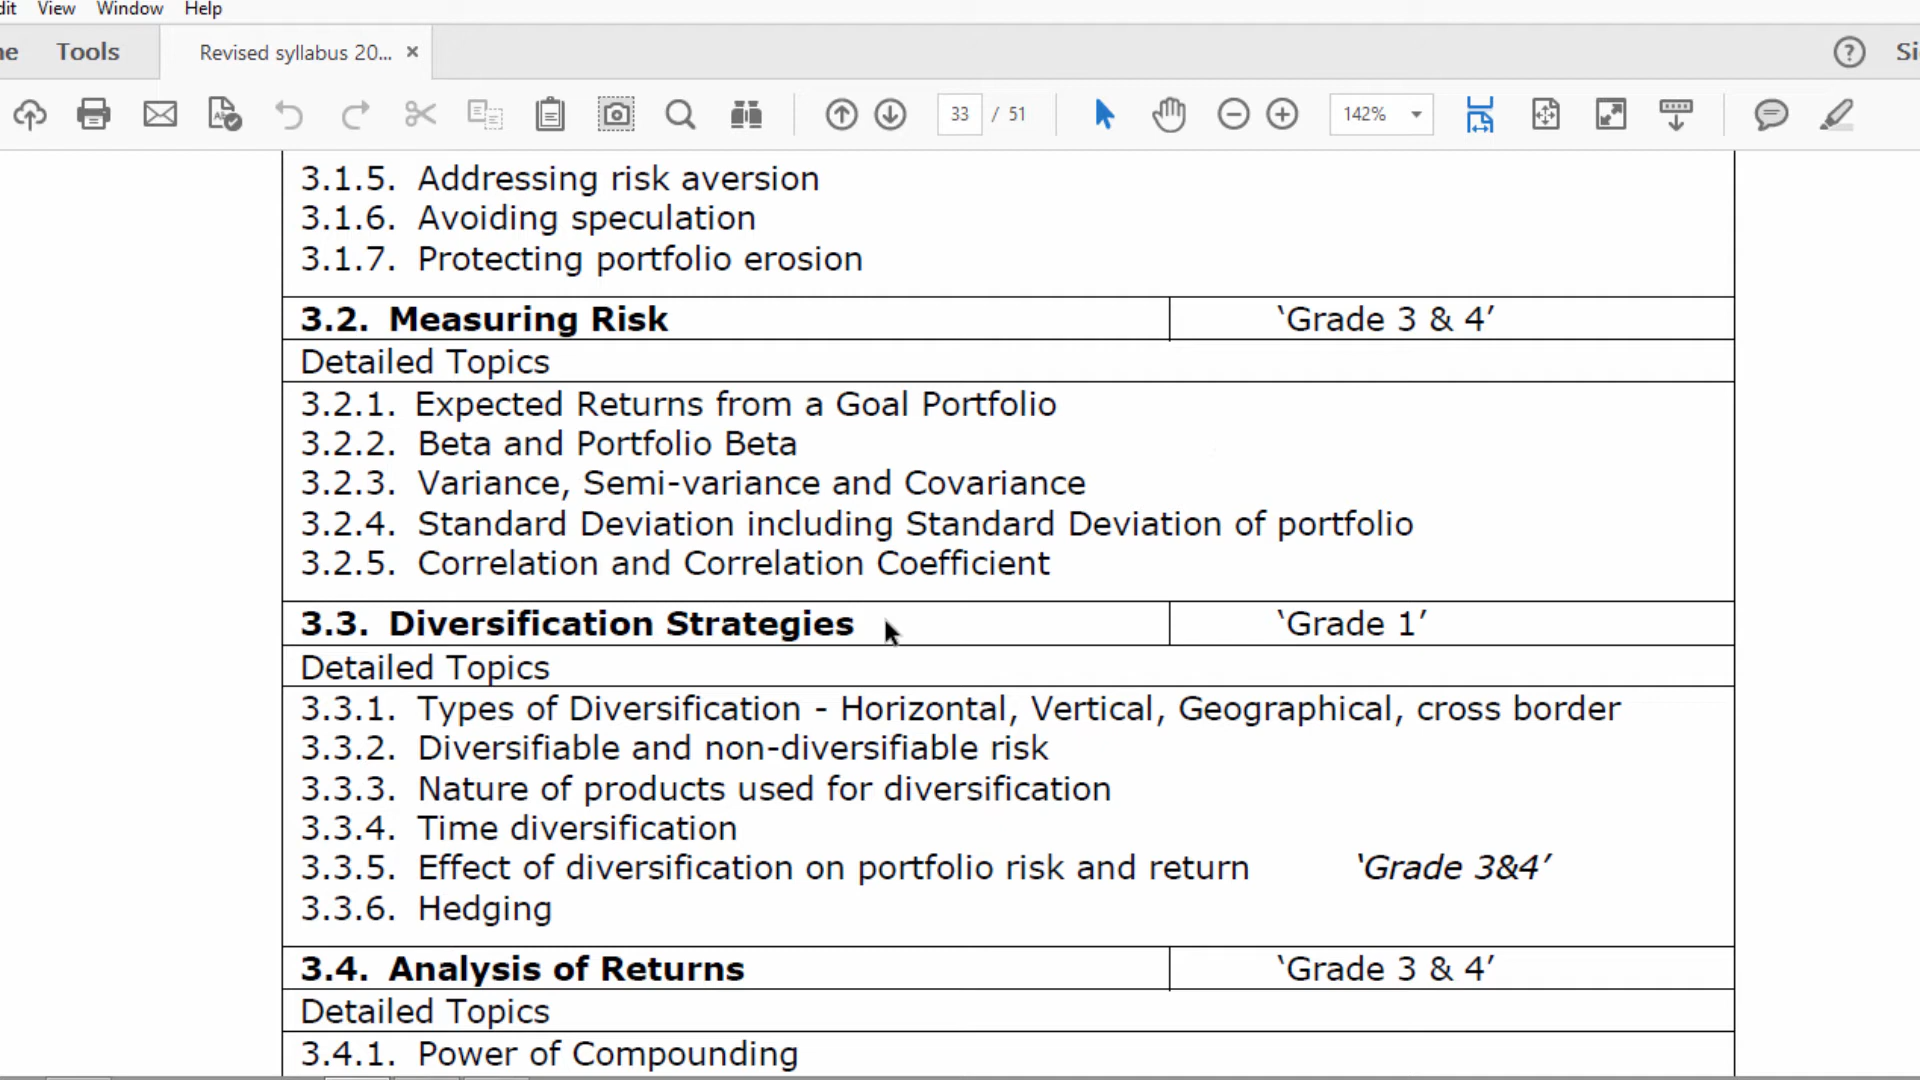 dit View Window Help
ne Tools Revised syllabus 20... × ? Si
33 / 51 142%
3.1.5. Addressing risk aversion
3.1.6. Avoiding speculation
3.1.7. Protecting portfolio erosion
3.2. Measuring Risk ‘Grade 3 & 4’
Detailed Topics
3.2.1. Expected Returns from a Goal Portfolio
3.2.2. Beta and Portfolio Beta
3.2.3. Variance, Semi-variance and Covariance
3.2.4. Standard Deviation including Standard Deviation of portfolio
3.2.5. Correlation and Correlation Coefficient
3.3. Diversification Strategies ‘Grade 1’
Detailed Topics
3.3.1. Types of Diversification - Horizontal, Vertical, Geographical, cross border
3.3.2. Diversifiable and non-diversifiable risk
3.3.3. Nature of products used for diversification
3.3.4. Time diversification
3.3.5. Effect of diversification on portfolio risk and return ‘Grade 3&4’
3.3.6. Hedging
3.4. Analysis of Returns ‘Grade 3 & 4’
Detailed Topics
3.4.1. Power of Compounding